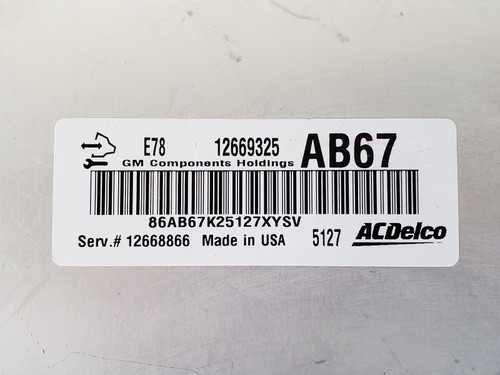 E78 12669325 AB67
GM Components Holdings
86AB67K25127XYSV
Serv.# 12668866 Made in USA 5127 ACDelco